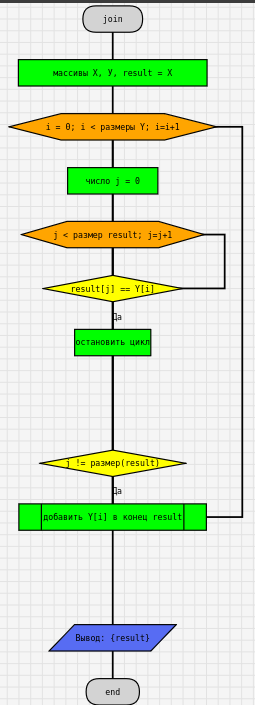 join
массивы X, У, result = X
i = 0; i < размеры Y; i=i+1
число j = 0
j < размер result; j=j+1
result[j] == Y[i]
Да
остановить цикл
j != размер(result)
Да
добавить Y[i] в конец result
Вывод: {result}
end